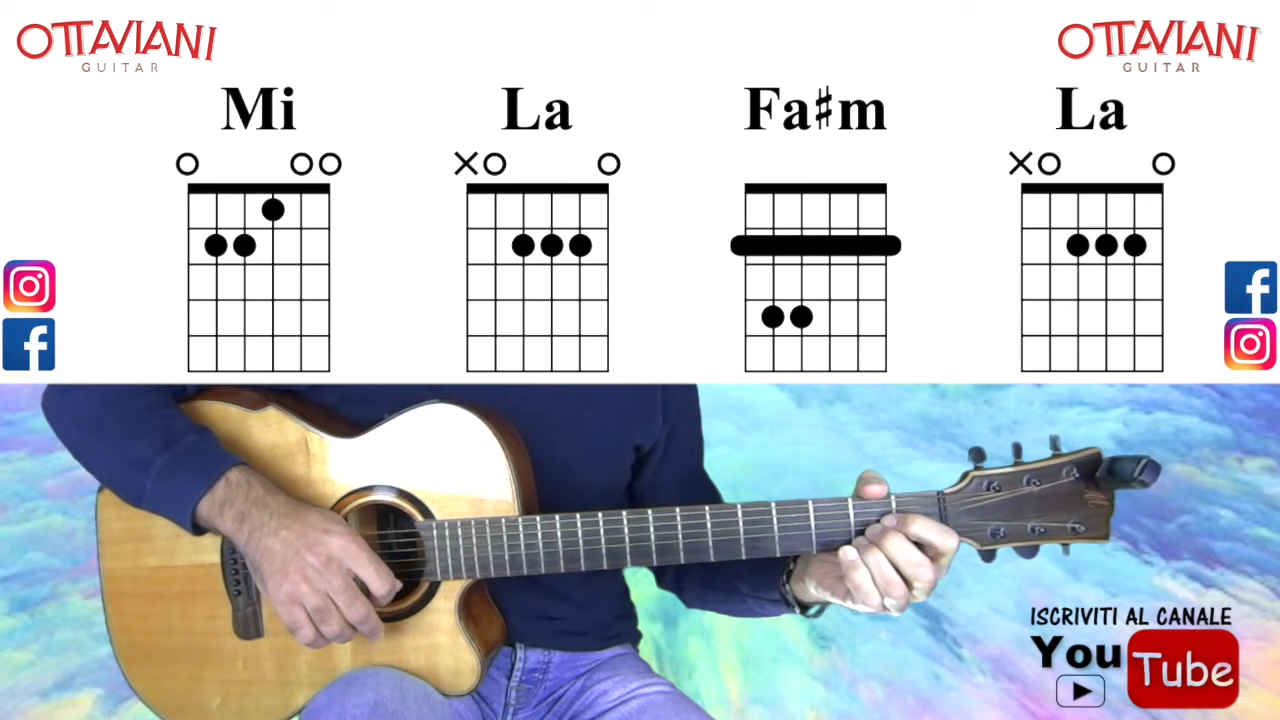 OTTAVIANI
GUITAR
OTTAVIANI
GUITAR
Mi
La
Fa♯m
La
ISCRIVITI AL CANALE
YouTube